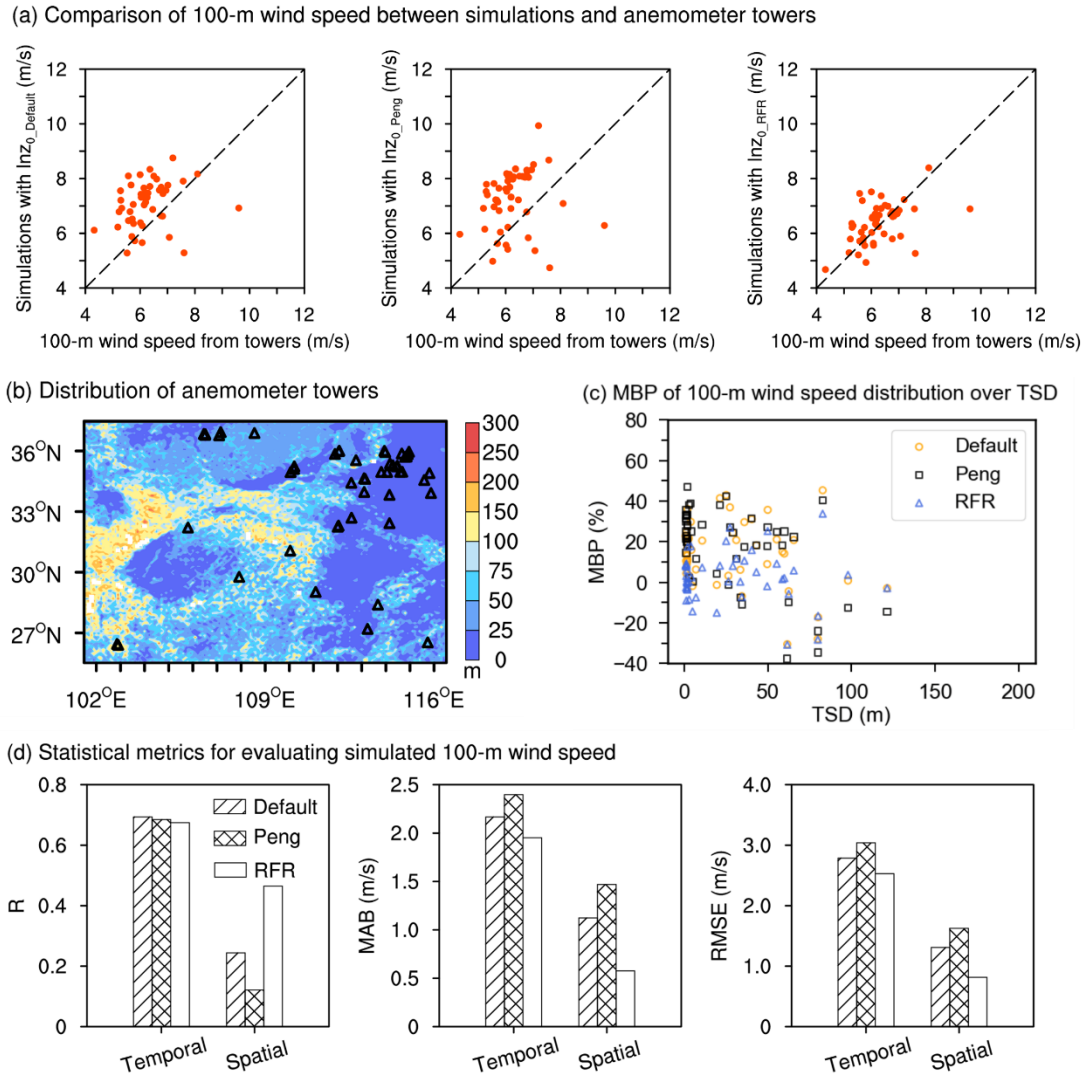 (a) Comparison of 100-m wind speed between simulations and anemometer towers
Simulations with lnz0_Default (m/s)
12
10
8
6
4
4 6 8 10 12
100-m wind speed from towers (m/s)
Simulations with lnz0_Peng (m/s)
12
10
8
6
4
4 6 8 10 12
100-m wind speed from towers (m/s)
Simulations with lnz0_RFR (m/s)
12
10
8
6
4
4 6 8 10 12
100-m wind speed from towers (m/s)
(b) Distribution of anemometer towers
36°N
33°N
30°N
27°N
102°E 109°E 116°E
300
250
200
150
100
75
50
25
0
m
(c) MBP of 100-m wind speed distribution over TSD
MBP (%)
80
60
40
20
0
−20
−40
0 50 100 150 200
TSD (m)
Default
Peng
RFR
(d) Statistical metrics for evaluating simulated 100-m wind speed
R
0.8
0.6
0.4
0.2
0
Default
Peng
RFR
Temporal Spatial
MAB (m/s)
2.5
2.0
1.5
1.0
0.5
0
Temporal Spatial
RMSE (m/s)
4.0
3.0
2.0
1.0
0
Temporal Spatial